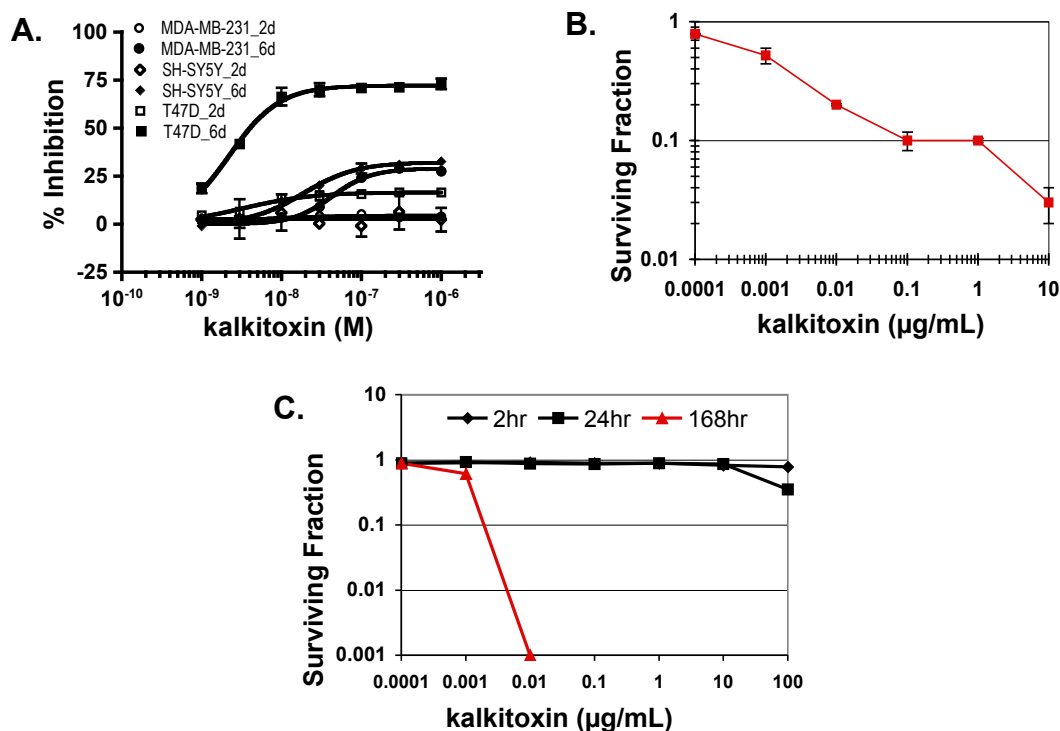 A.
MDA-MB-231_2d
MDA-MB-231_6d
SH-SY5Y_2d
SH-SY5Y_6d
T47D_2d
T47D_6d
100
75
50
25
0
-25
% Inhibition
10-10 10-9 10-8 10-7 10-6
kalkitoxin (M)
B.
1
0.1
0.01
Surviving Fraction
0.0001 0.001 0.01 0.1 1 10
kalkitoxin (µg/mL)
C.
2hr 24hr 168hr
10
1
0.1
0.01
0.001
Surviving Fraction
0.0001 0.001 0.01 0.1 1 10 100
kalkitoxin (µg/mL)